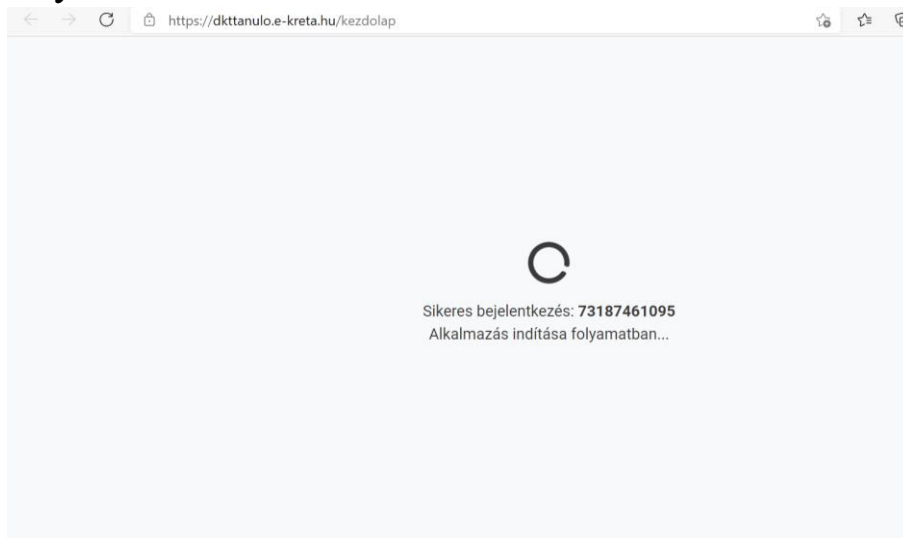 https://dkttanulo.e-kreta.hu/kezdolap
Sikeres bejelentkezés: 73187461095
Alkalmazás indítása folyamatban...